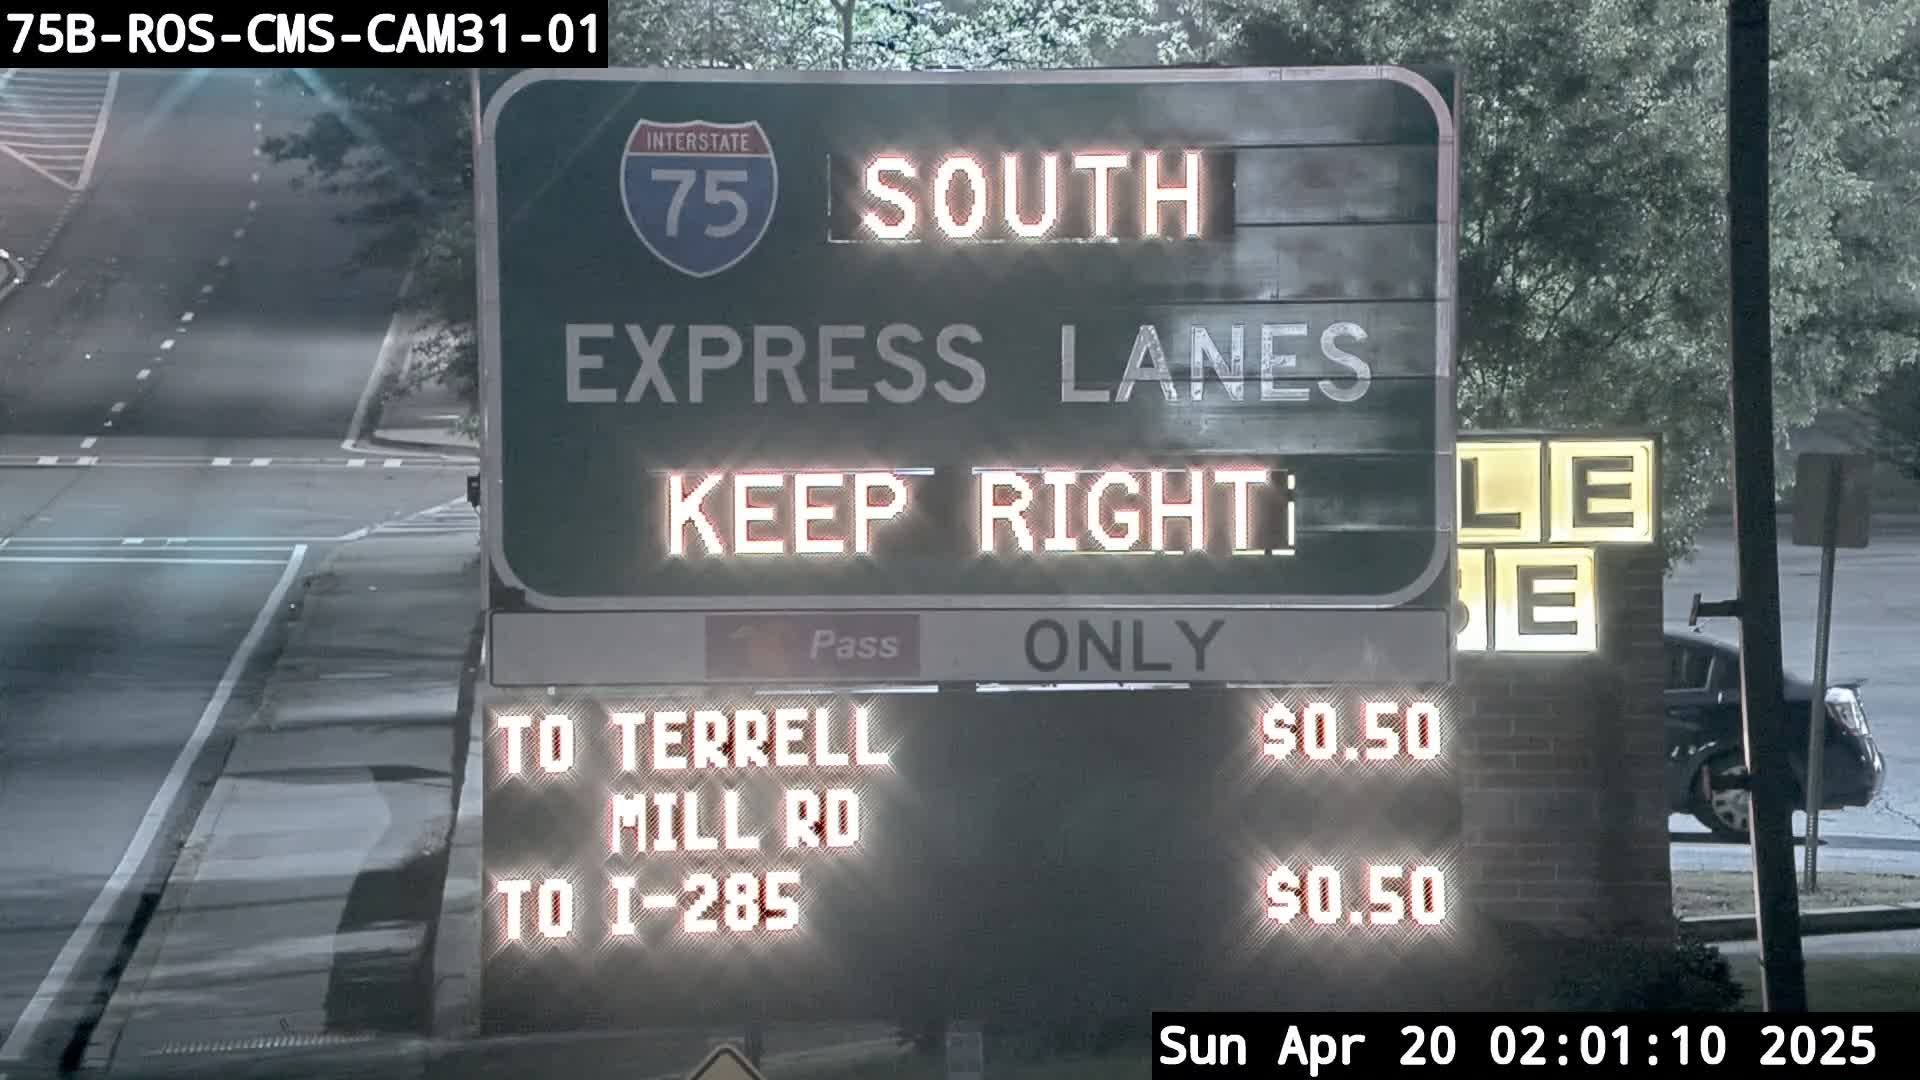 75B-ROS-CMS-CAM31-01
INTERSTATE
75
SOUTH
EXPRESS LANES
KEEP RIGHT
Pass ONLY
TO TERRELL $0.50
MILL RD
TO I-285 $0.50
LE
E
Sun Apr 20 02:01:10 2025